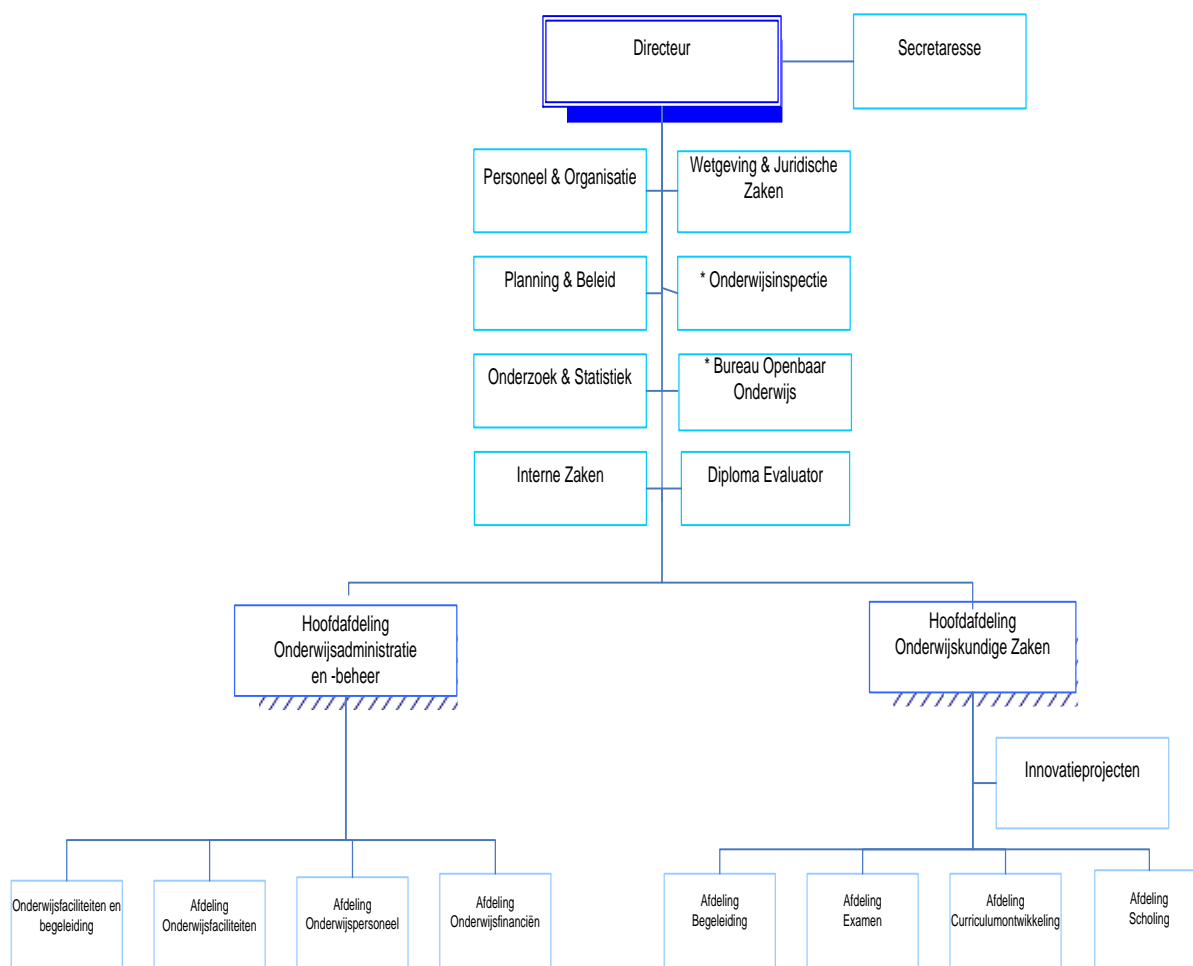 Directeur
Secretaresse
Personeel & Organisatie
Wetgeving & Juridische
Zaken
Planning & Beleid
* Onderwijsinspectie
Onderzoek & Statistiek
* Bureau Openbaar
Onderwijs
Interne Zaken
Diploma Evaluator
Hoofdafdeling
Onderwijsadministratie
en -beheer
Hoofdafdeling
Onderwijskundige Zaken
Innovatieprojecten
Onderwijsfaciliteiten en
begeleiding
Afdeling
Onderwijsfaciliteiten
Afdeling
Onderwijspersoneel
Afdeling
Onderwijsfinanciën
Afdeling
Begeleiding
Afdeling
Examen
Afdeling
Curriculumontwikkeling
Afdeling
Scholing